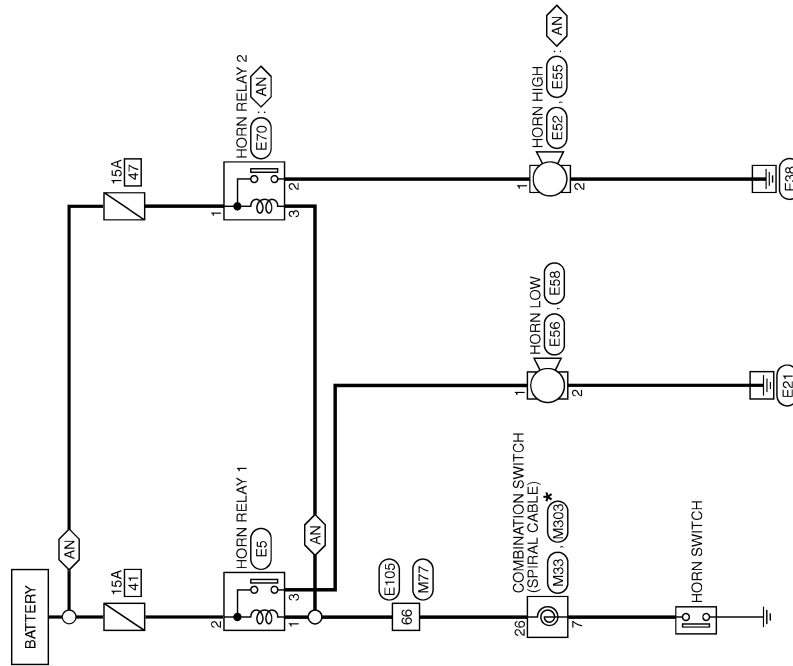 BATTERY
AN
15A
41
15A
47
2
HORN RELAY 1
E5
1
3
1
HORN RELAY 2
E70 : AN
3
2
AN
E105
M77
66
26
COMBINATION SWITCH
(SPIRAL CABLE)
M33 , M303 *
7
HORN SWITCH
1
HORN LOW
E56 , E58
2
E21
1
HORN HIGH
E52 , E55 : AN
2
E38